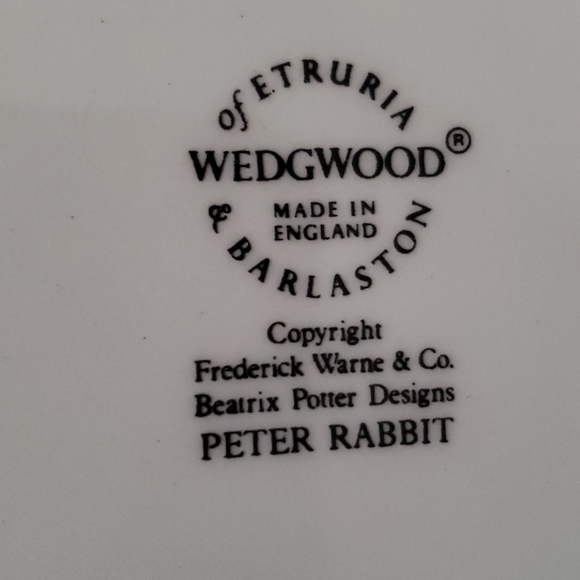 of ETRURIA
WEDGWOOD®
MADE IN
ENGLAND
& BARLASTON
Copyright
Frederick Warne & Co.
Beatrix Potter Designs
PETER RABBIT